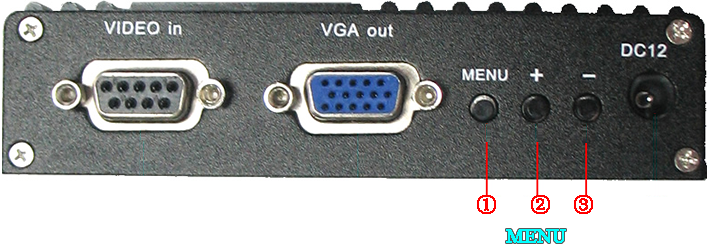 VIDEO in
VGA out
DC12
MENU + −
① ② ③
MENU